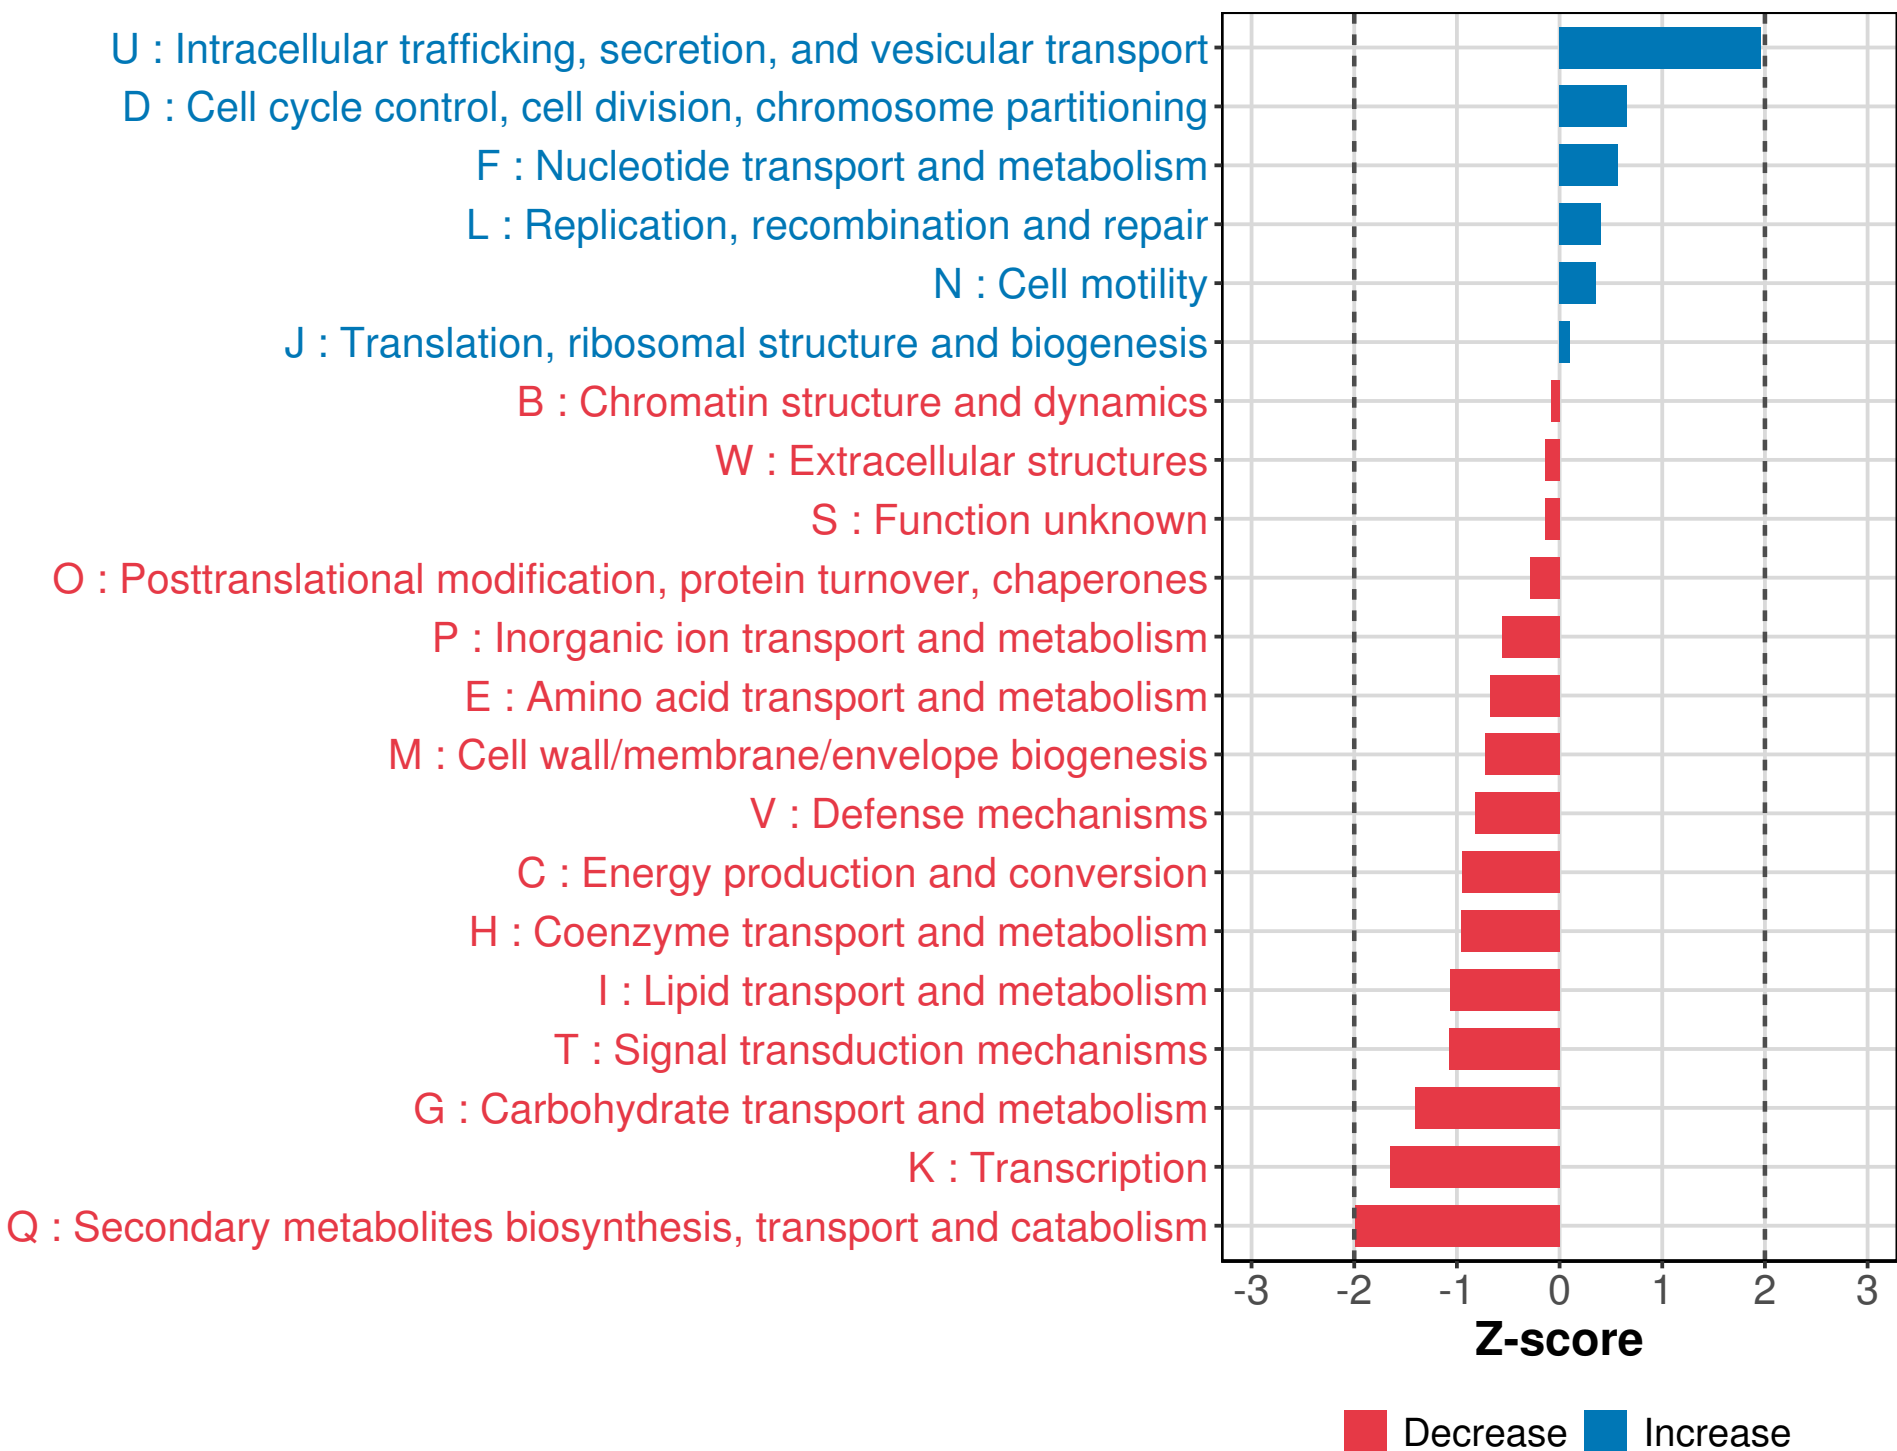 U : Intracellular trafficking, secretion, and vesicular transport
D : Cell cycle control, cell division, chromosome partitioning
F : Nucleotide transport and metabolism
L : Replication, recombination and repair
N : Cell motility
J : Translation, ribosomal structure and biogenesis
B : Chromatin structure and dynamics
W : Extracellular structures
S : Function unknown
O : Posttranslational modification, protein turnover, chaperones
P : Inorganic ion transport and metabolism
E : Amino acid transport and metabolism
M : Cell wall/membrane/envelope biogenesis
V : Defense mechanisms
C : Energy production and conversion
H : Coenzyme transport and metabolism
I : Lipid transport and metabolism
T : Signal transduction mechanisms
G : Carbohydrate transport and metabolism
K : Transcription
Q : Secondary metabolites biosynthesis, transport and catabolism
-3 -2 -1 0 1 2 3
Z-score
Decrease Increase